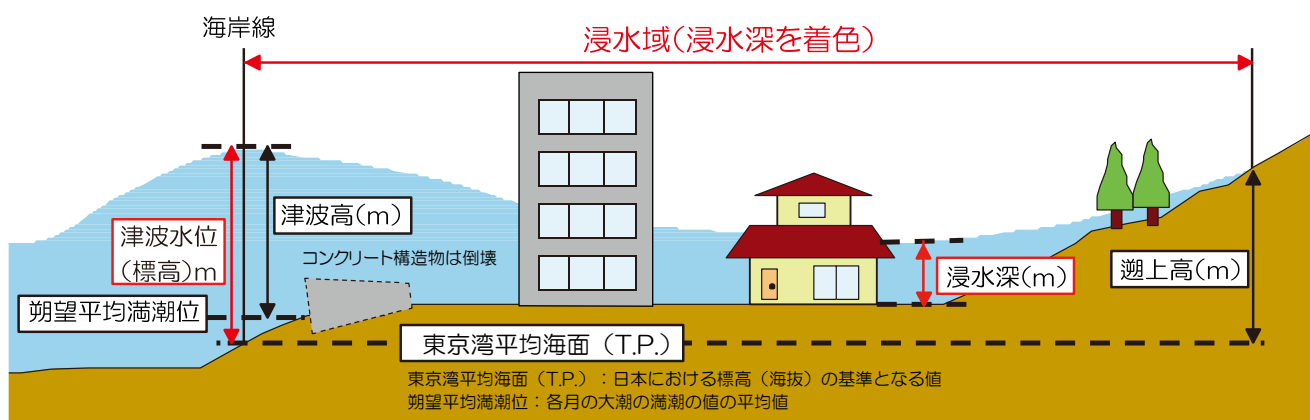 海岸線
浸水域(浸水深を着色)
津波高(m)
津波水位
(標高)m
コンクリート構造物は倒壊
浸水深(m)
遡上高(m)
朔望平均満潮位
東京湾平均海面（T.P.）
東京湾平均海面（T.P.）：日本における標高（海抜）の基準となる値
朔望平均満潮位：各月の大潮の満潮の値の平均値